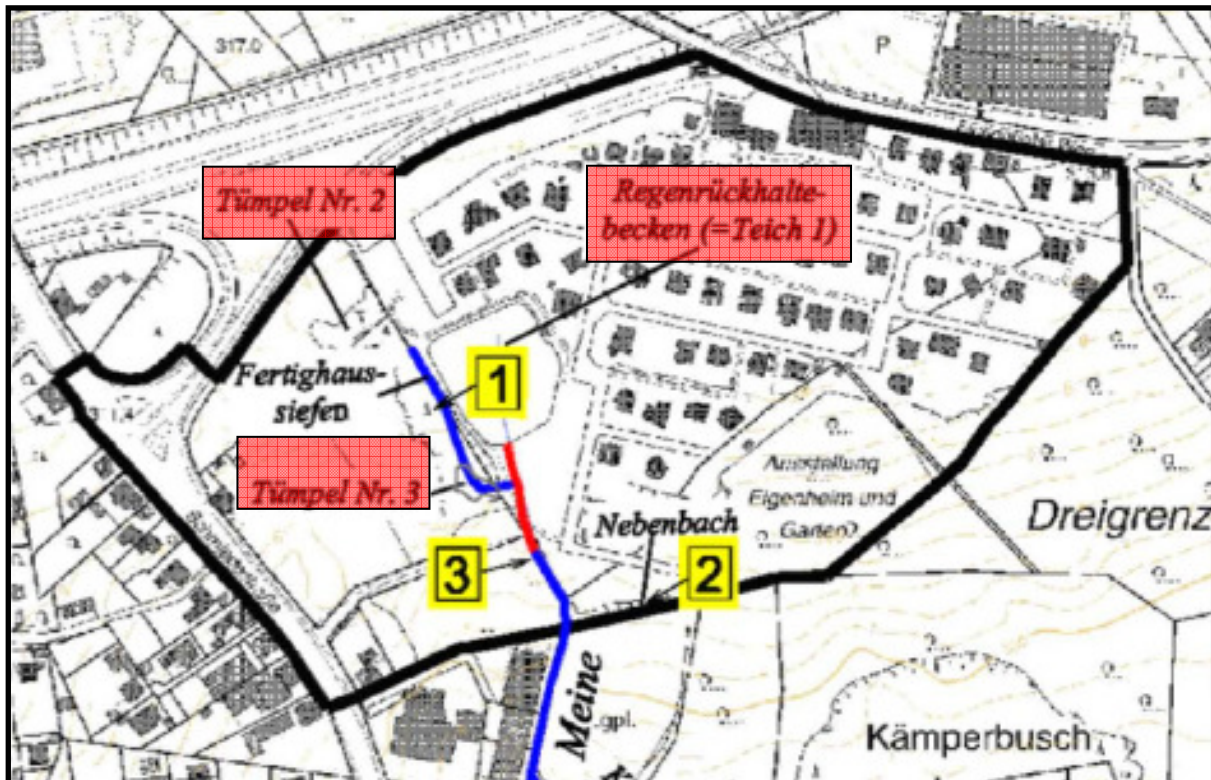 317.0
P
Tümpel Nr. 2
Regenrückhalte-
becken (=Teich 1)
Fertighaus-
siefen
1
Tümpel Nr. 3
Ausstellung
Eigenheim und
Garten
Nebenbach
Dreigrenz
3
2
Meine
gpl.
Kämperbusch